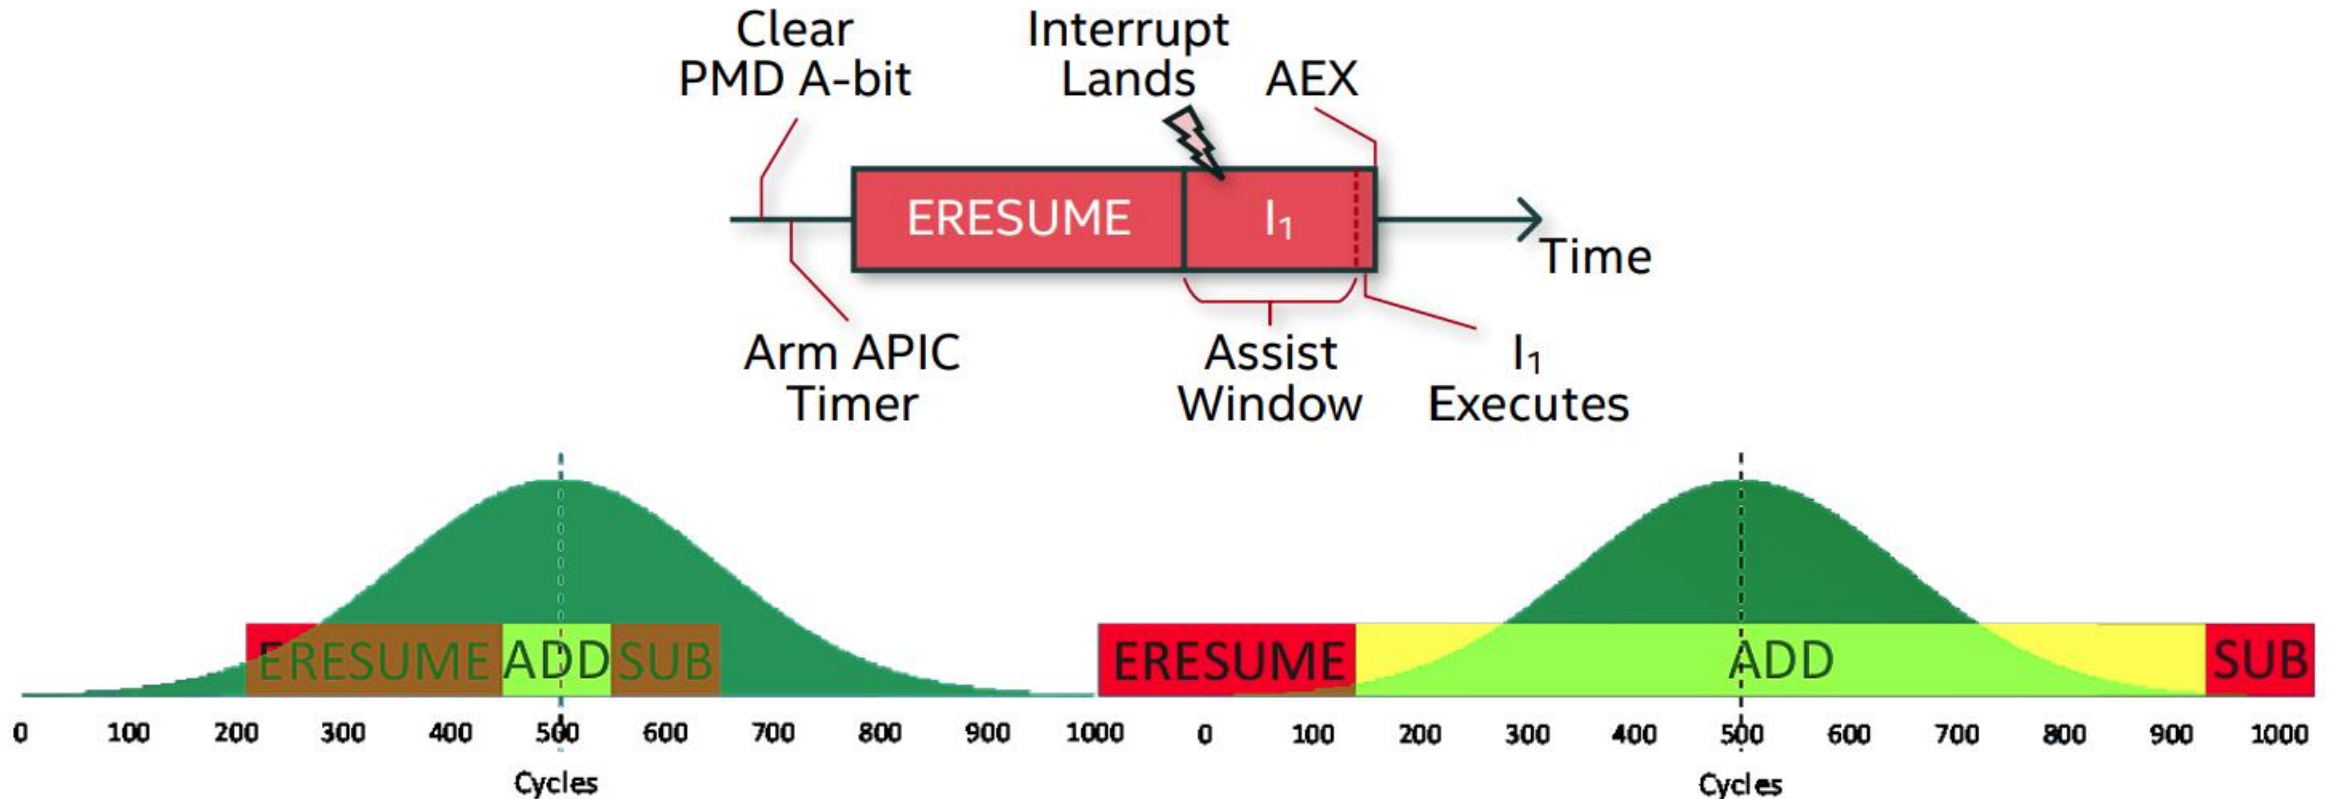 Clear
PMD A-bit
Interrupt
Lands
AEX
ERESUME
I₁
Time
Arm APIC
Timer
Assist
Window
I₁
Executes
ERESUME ADD SUB
0 100 200 300 400 500 600 700 800 900 1000
Cycles
ERESUME ADD SUB
0 100 200 300 400 500 600 700 800 900 1000
Cycles